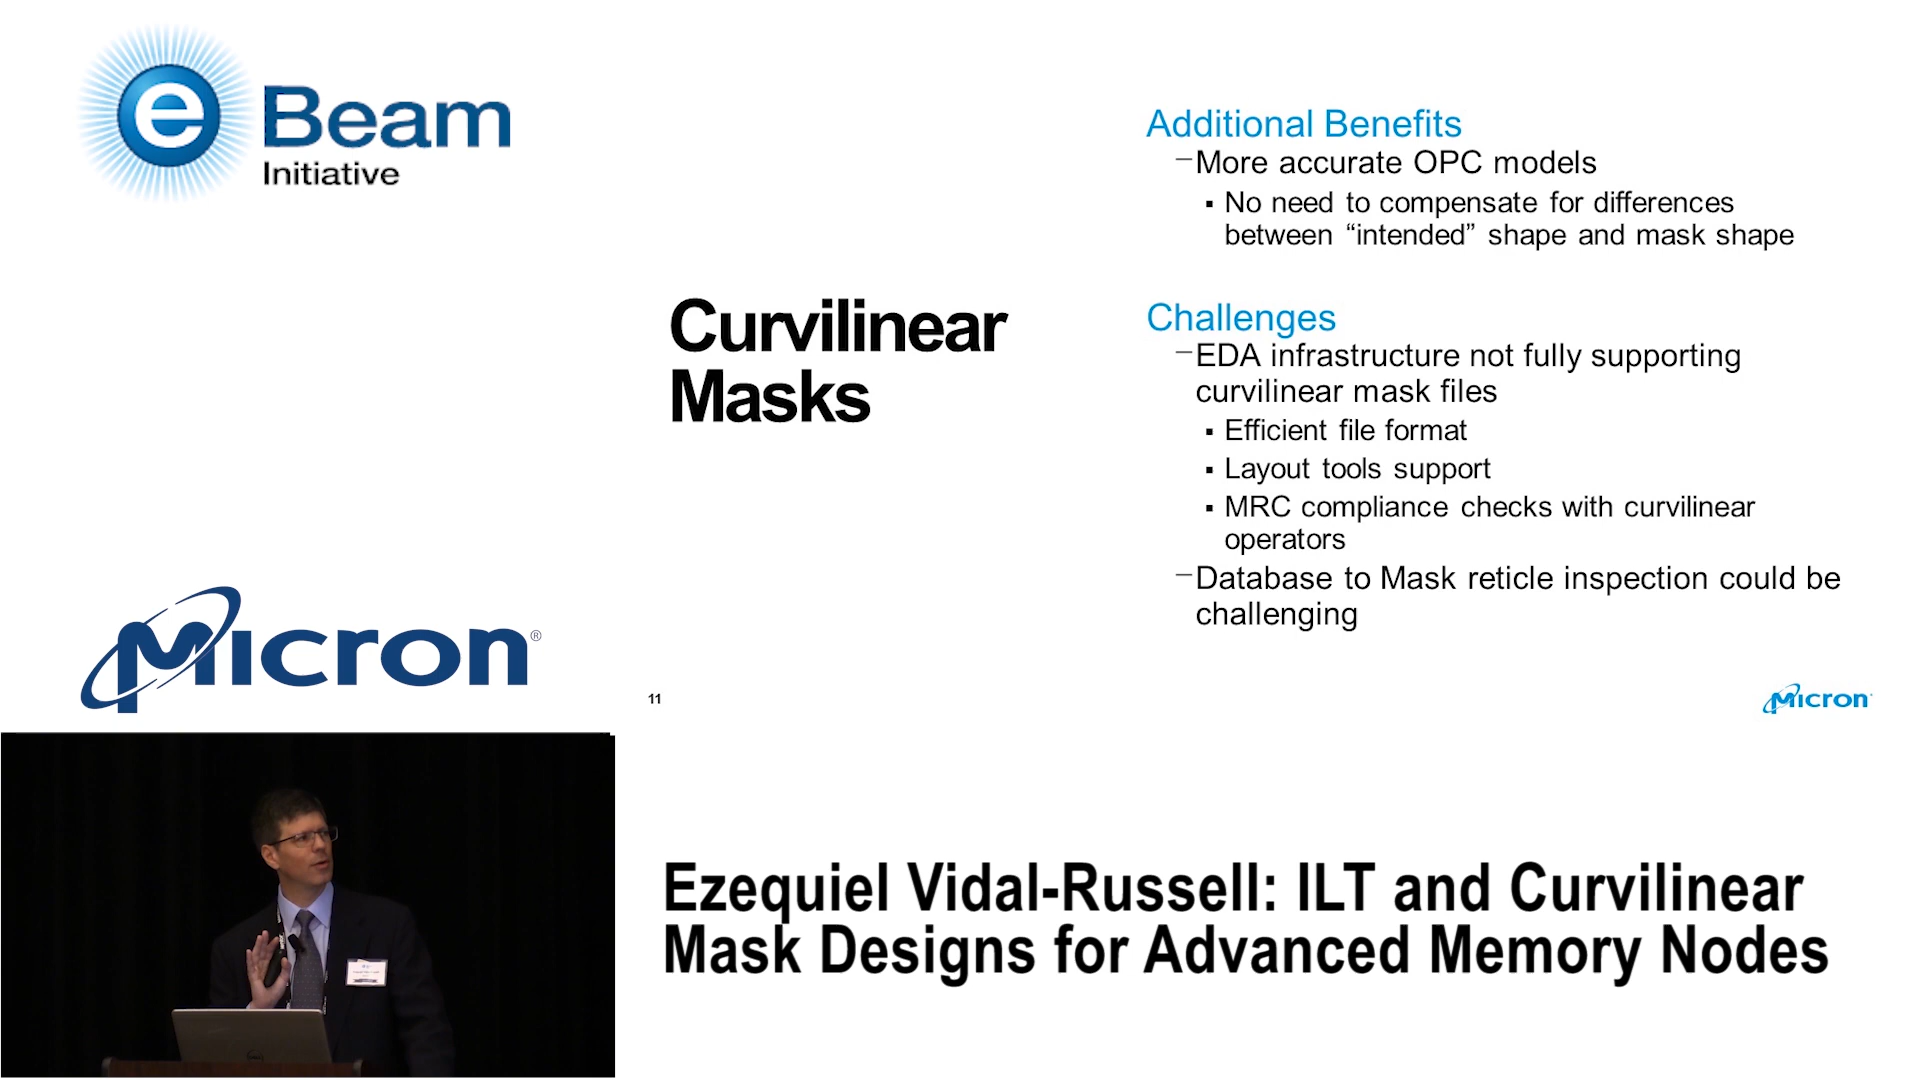 e Beam
Initiative
Additional Benefits
–More accurate OPC models
▪ No need to compensate for differences
between “intended” shape and mask shape
Curvilinear
Masks
Challenges
–EDA infrastructure not fully supporting
curvilinear mask files
▪ Efficient file format
▪ Layout tools support
▪ MRC compliance checks with curvilinear
operators
–Database to Mask reticle inspection could be
challenging
Micron®
11
Micron
Ezequiel Vidal-Russell: ILT and Curvilinear
Mask Designs for Advanced Memory Nodes